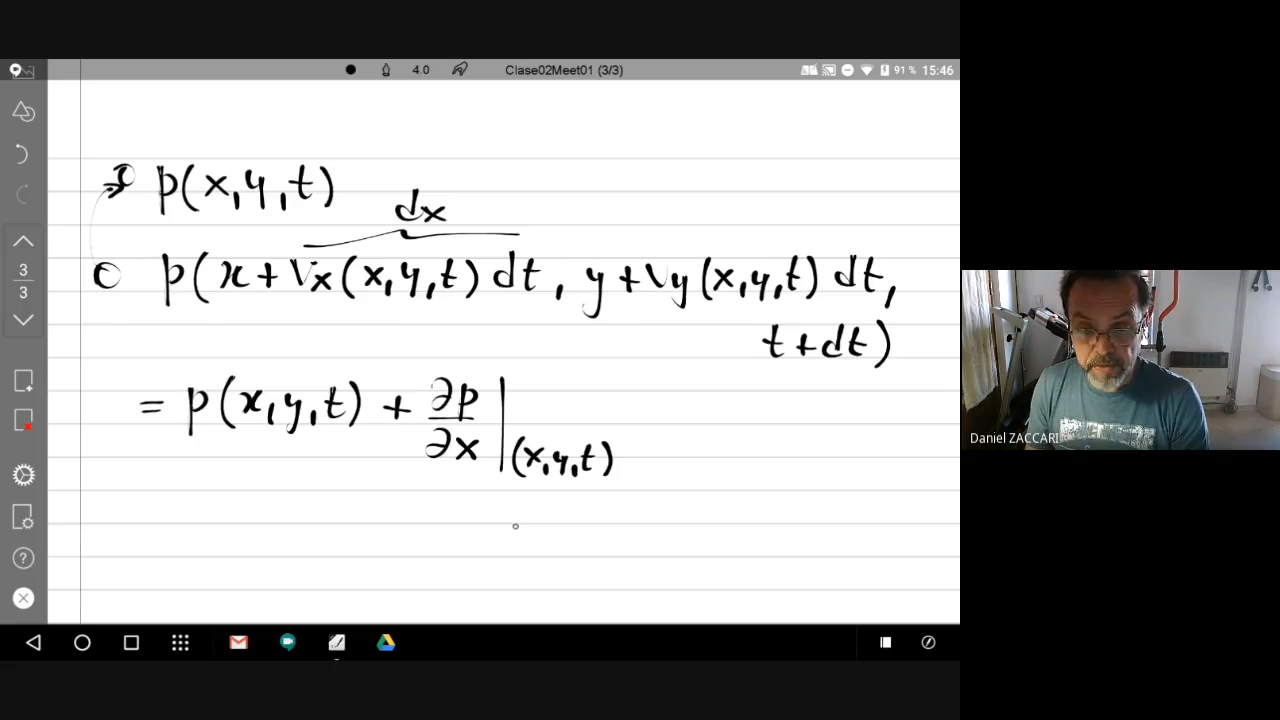 4.0 Clase02Meet01 (3/3) 91 % 15:46
p(x,y,t)
dx
p(x+Vx(x,y,t)dt, y+Vy(x,y,t)dt,
t+dt)
3
3
= p(x,y,t) + ∂p/∂x |(x,y,t)
Daniel ZACCARI